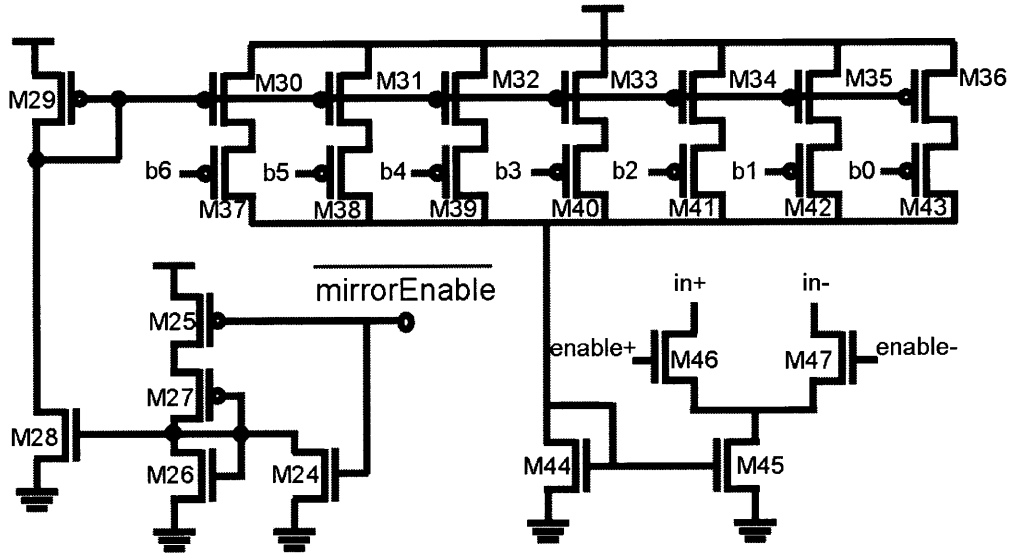 M29
M30
M31
M32
M33
M34
M35
M36
b6
b5
b4
b3
b2
b1
b0
M37
M38
M39
M40
M41
M42
M43
mirrorEnable
in+
in-
M25
enable+
M46
M47
enable-
M27
M28
M26
M24
M44
M45